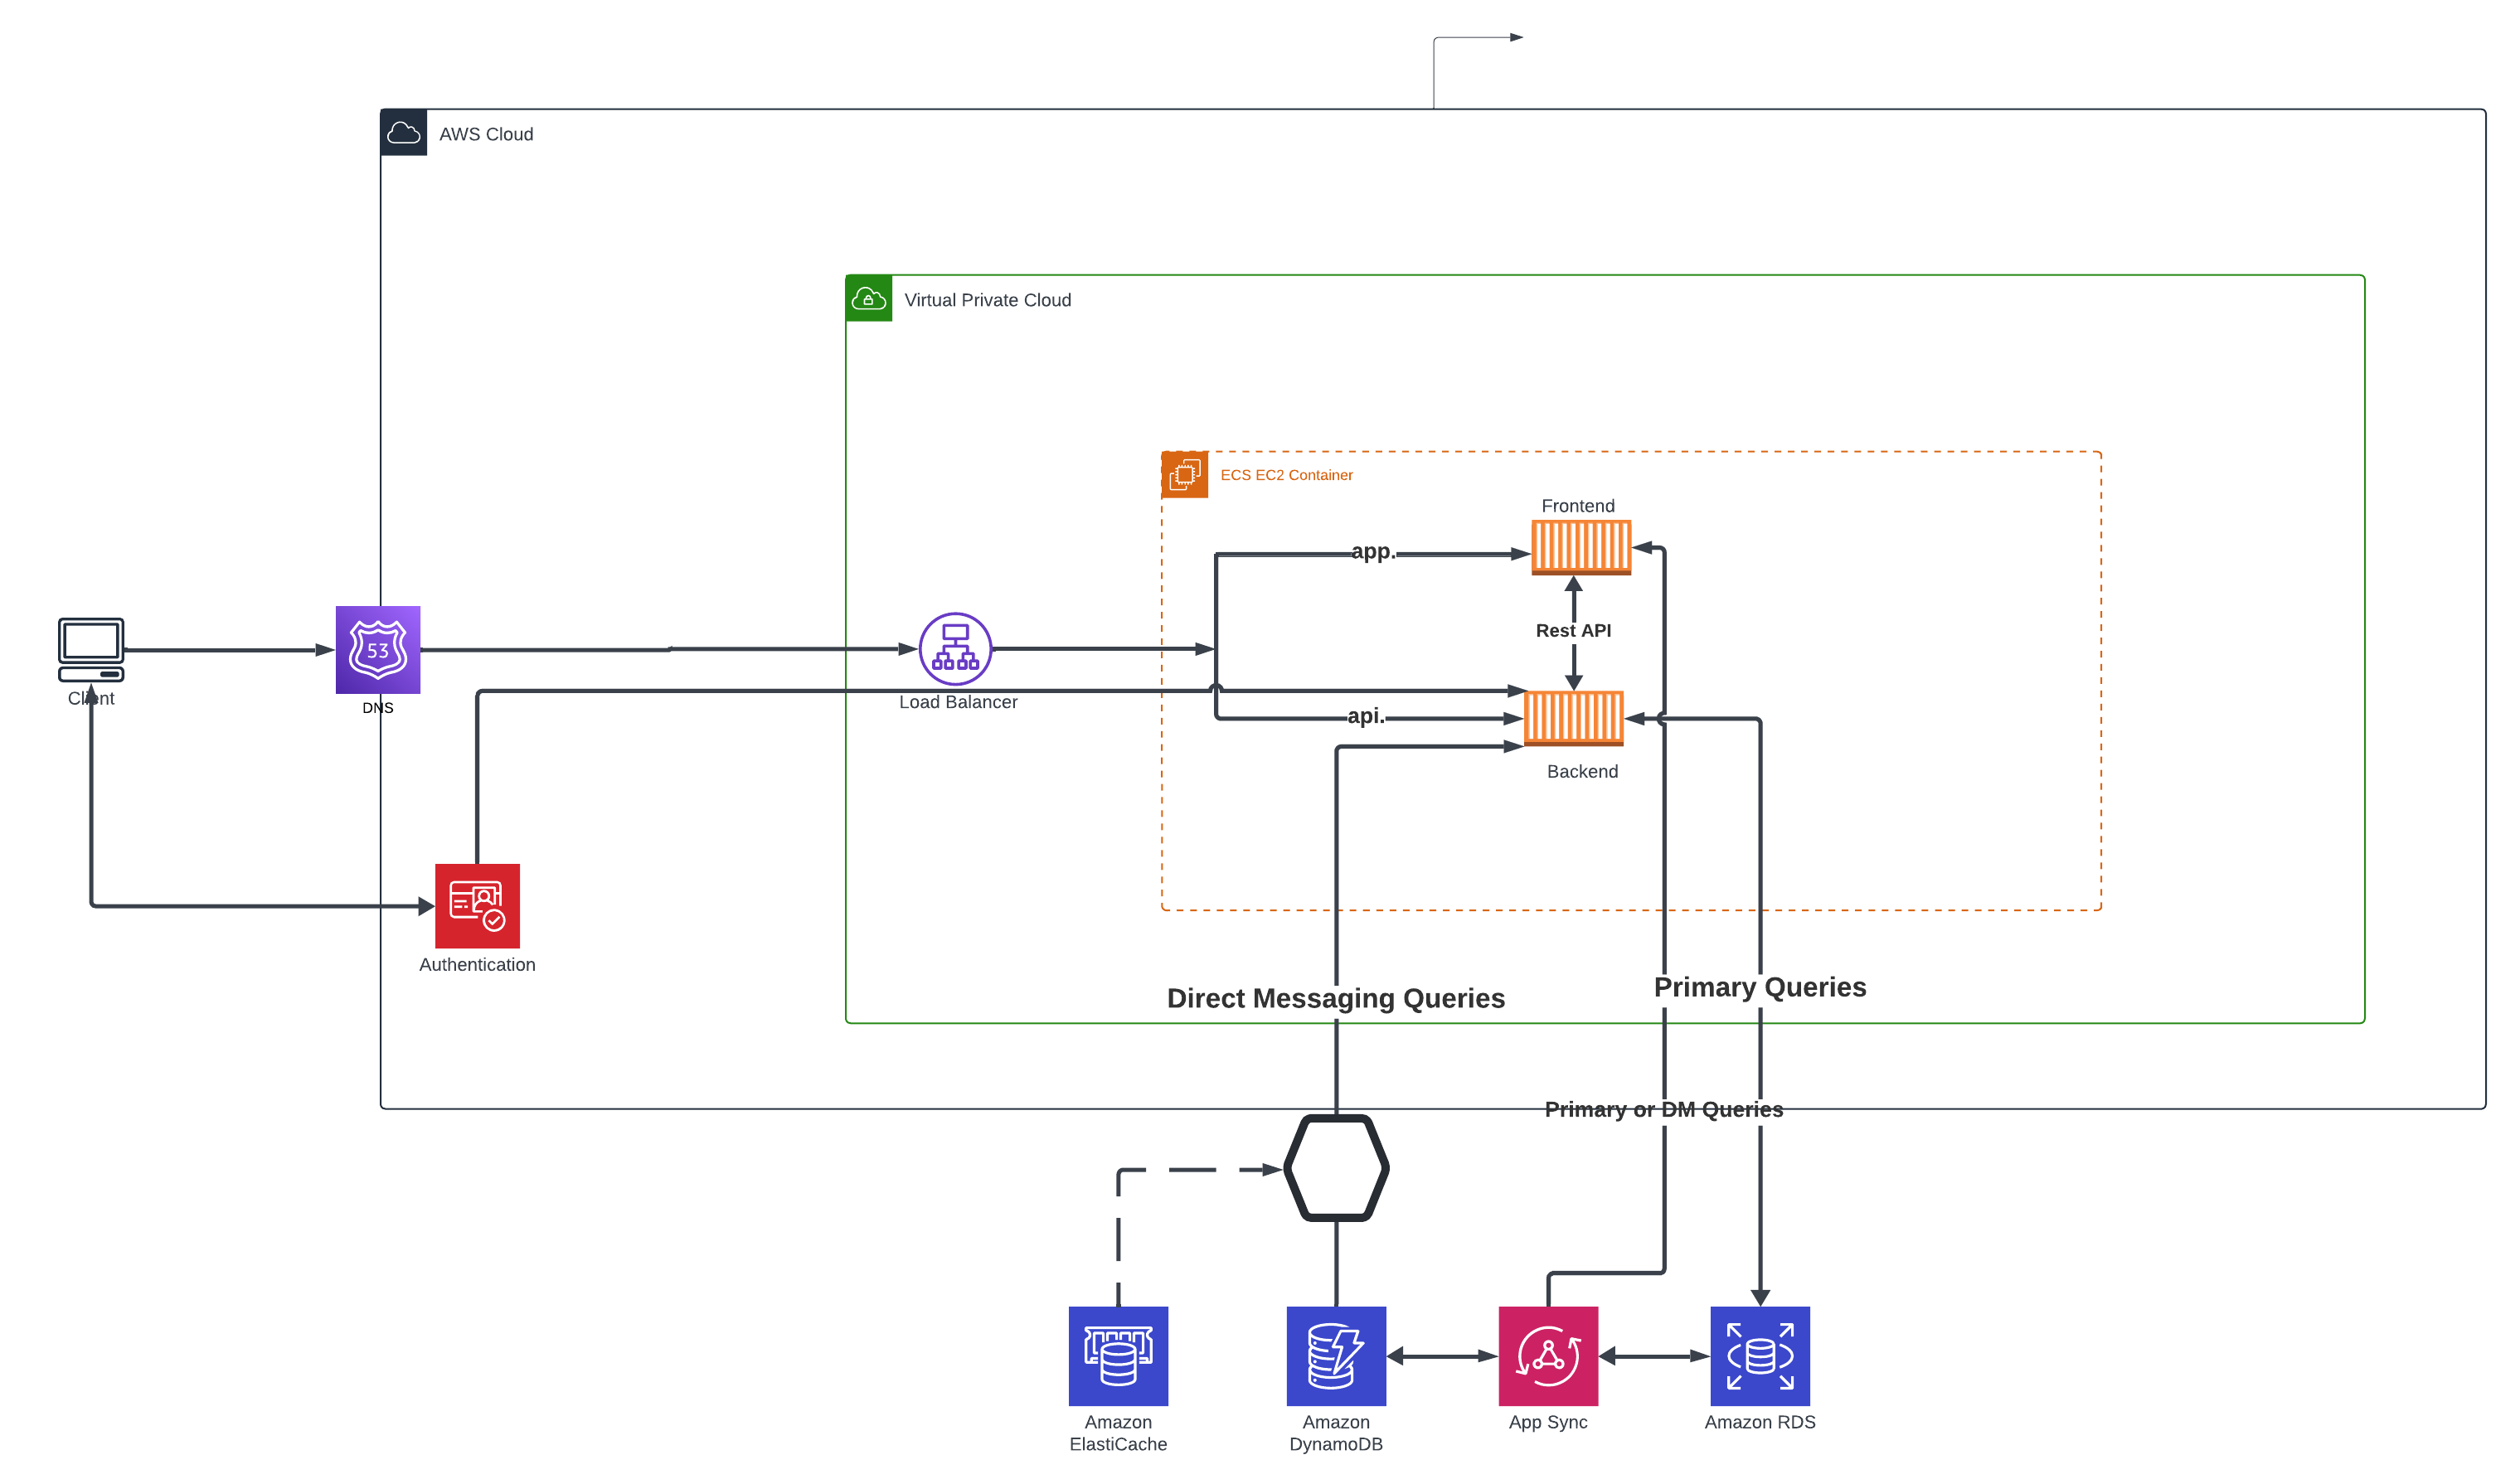 AWS Cloud
Virtual Private Cloud
ECS EC2 Container
Frontend
app.
Rest API
53
Client
DNS
Load Balancer
api.
Backend
Authentication
Primary Queries
Direct Messaging Queries
Primary or DM Queries
Amazon
ElastiCache
Amazon
DynamoDB
App Sync
Amazon RDS